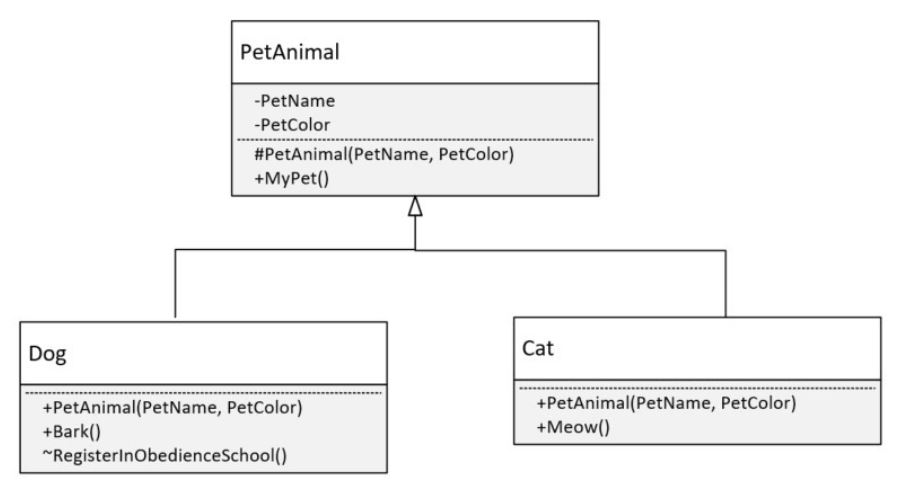 PetAnimal
-PetName
-PetColor
#PetAnimal(PetName, PetColor)
+MyPet()
Dog
+PetAnimal(PetName, PetColor)
+Bark()
~RegisterInObedienceSchool()
Cat
+PetAnimal(PetName, PetColor)
+Meow()